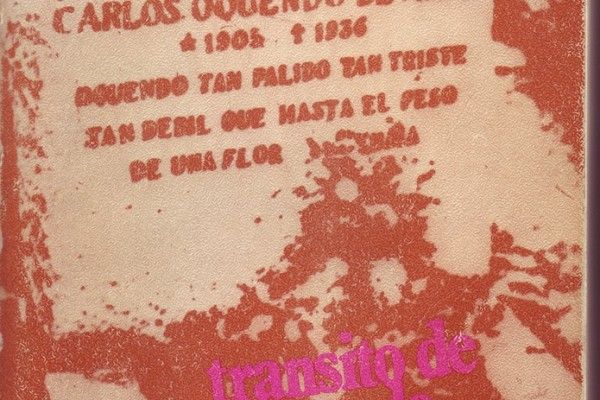 CARLOS OQUENDO DE
★ 1905 ✝ 1936
OQUENDO TAN PALIDO TAN TRISTE
TAN DEBIL QUE HASTA EL PESO
DE UNA FLOR
transito de